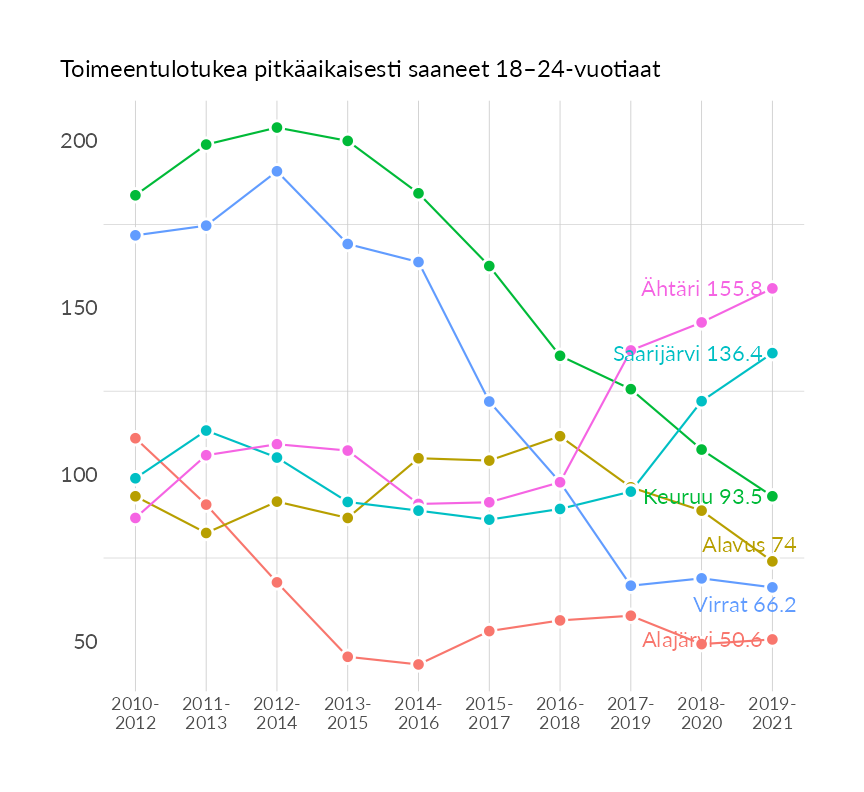 Toimeentulotukea pitkäaikaisesti saaneet 18–24-vuotiaat
200
150
100
50
Ähtäri 155.8
Saarijärvi 136.4
Keuruu 93.5
Alavus 74
Virrat 66.2
Alajärvi 50.6
2010- 2011- 2012- 2013- 2014- 2015- 2016- 2017- 2018- 2019-
2012 2013 2014 2015 2016 2017 2018 2019 2020 2021